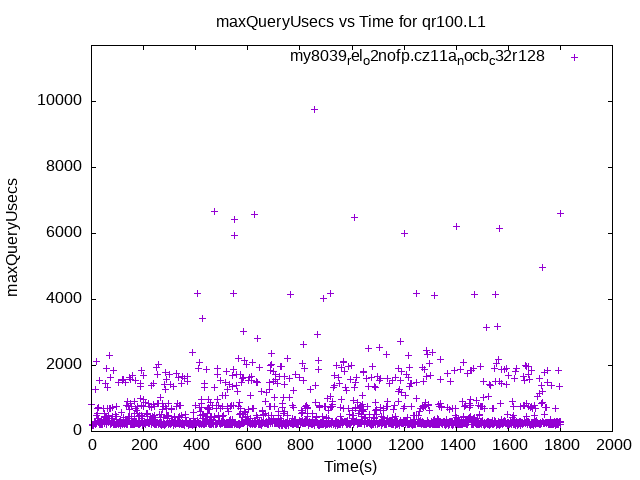 maxQueryUsecs vs Time for qr100.L1
my8039rel_o2nofp.cz11a_nocb_c32r128
10000
8000
6000
4000
2000
0
maxQueryUsecs
0 200 400 600 800 1000 1200 1400 1600 1800 2000
Time(s)